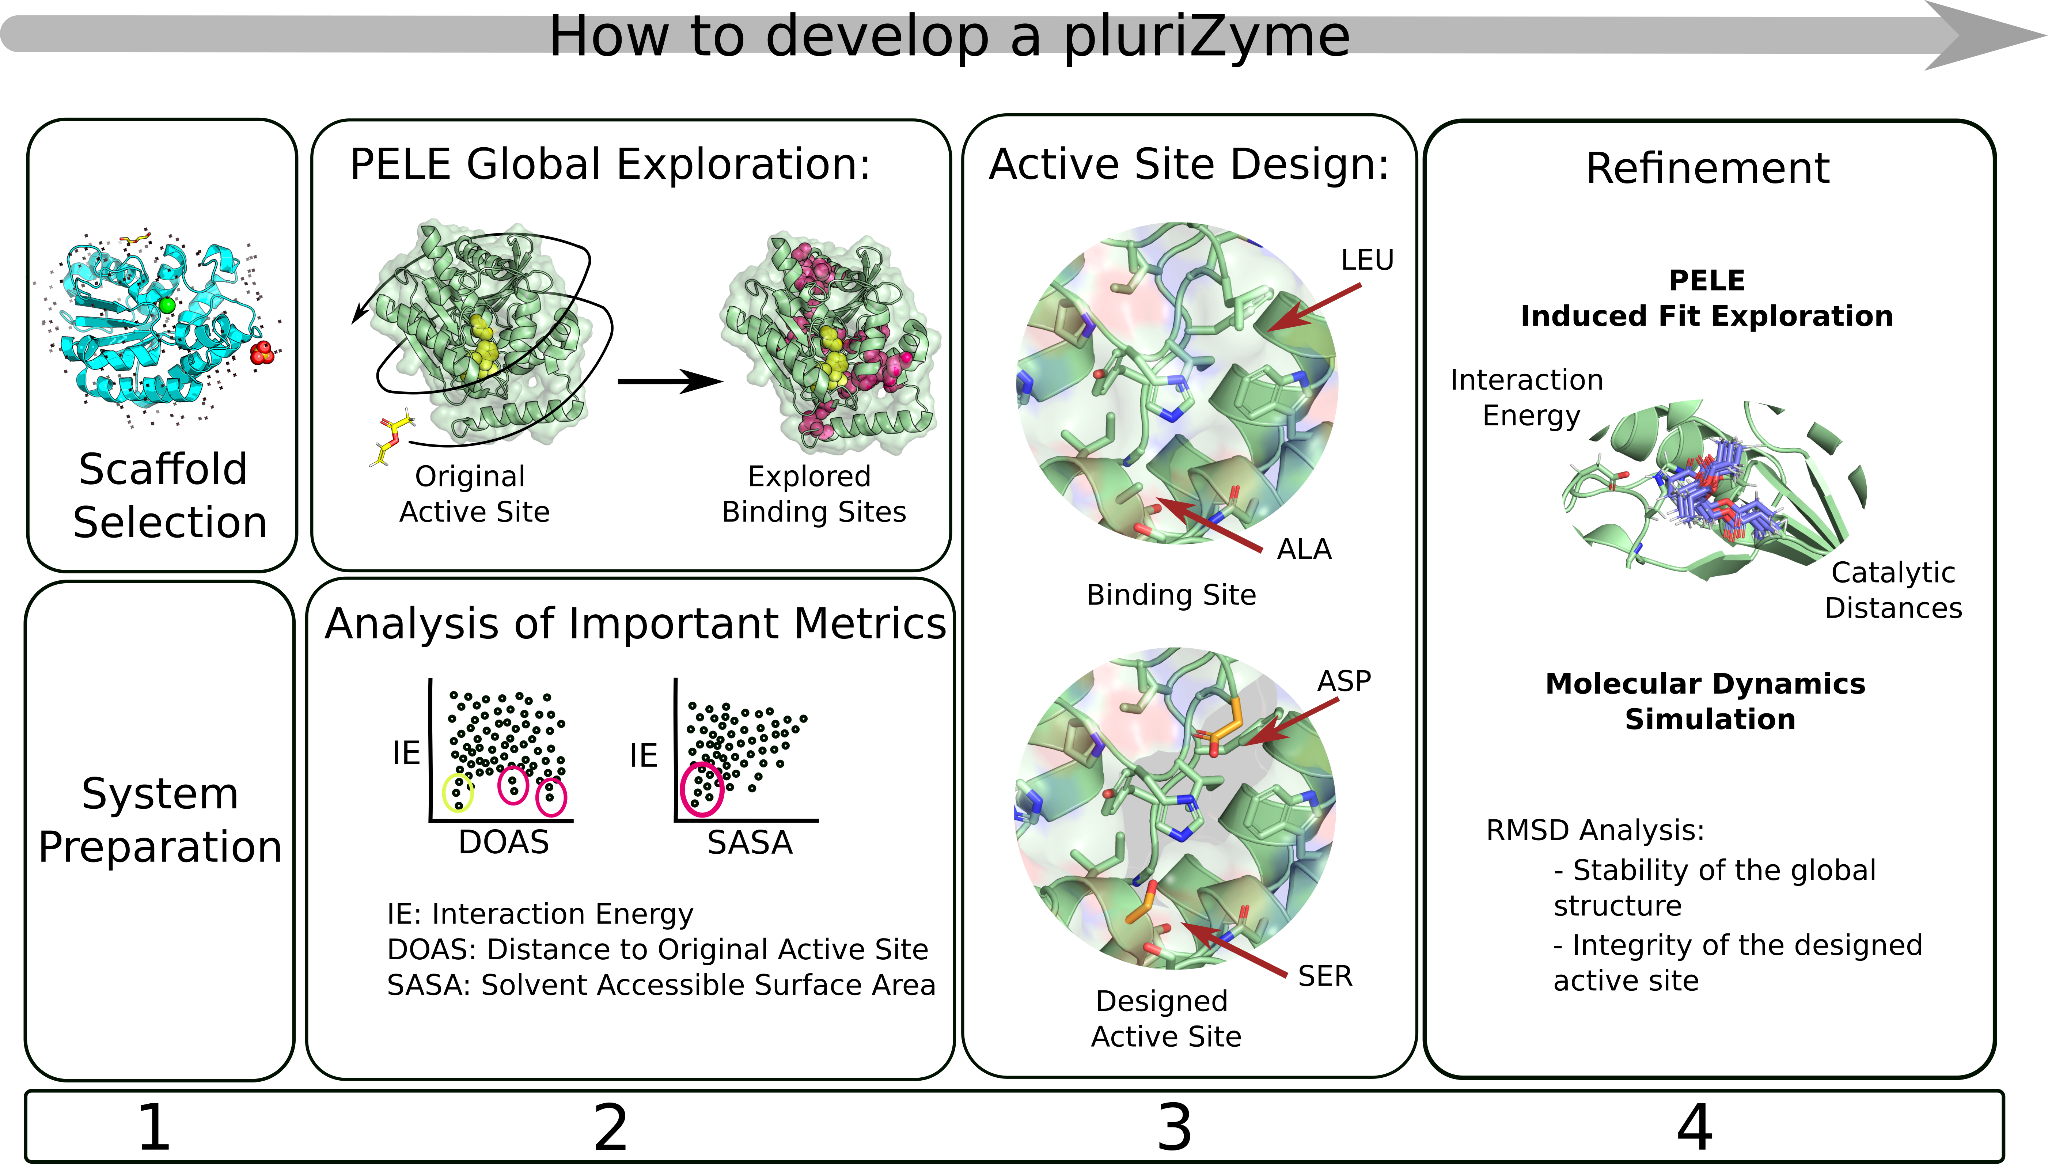 How to develop a pluriZyme
Scaffold
Selection
System
Preparation
PELE Global Exploration:
Original
Active Site
Explored
Binding Sites
Analysis of Important Metrics
IE
DOAS
IE
SASA
IE: Interaction Energy
DOAS: Distance to Original Active Site
SASA: Solvent Accessible Surface Area
Active Site Design:
LEU
ALA
Binding Site
ASP
SER
Designed
Active Site
Refinement
PELE
Induced Fit Exploration
Interaction
Energy
Catalytic
Distances
Molecular Dynamics
Simulation
RMSD Analysis:
- Stability of the global
structure
- Integrity of the designed
active site
1
2
3
4